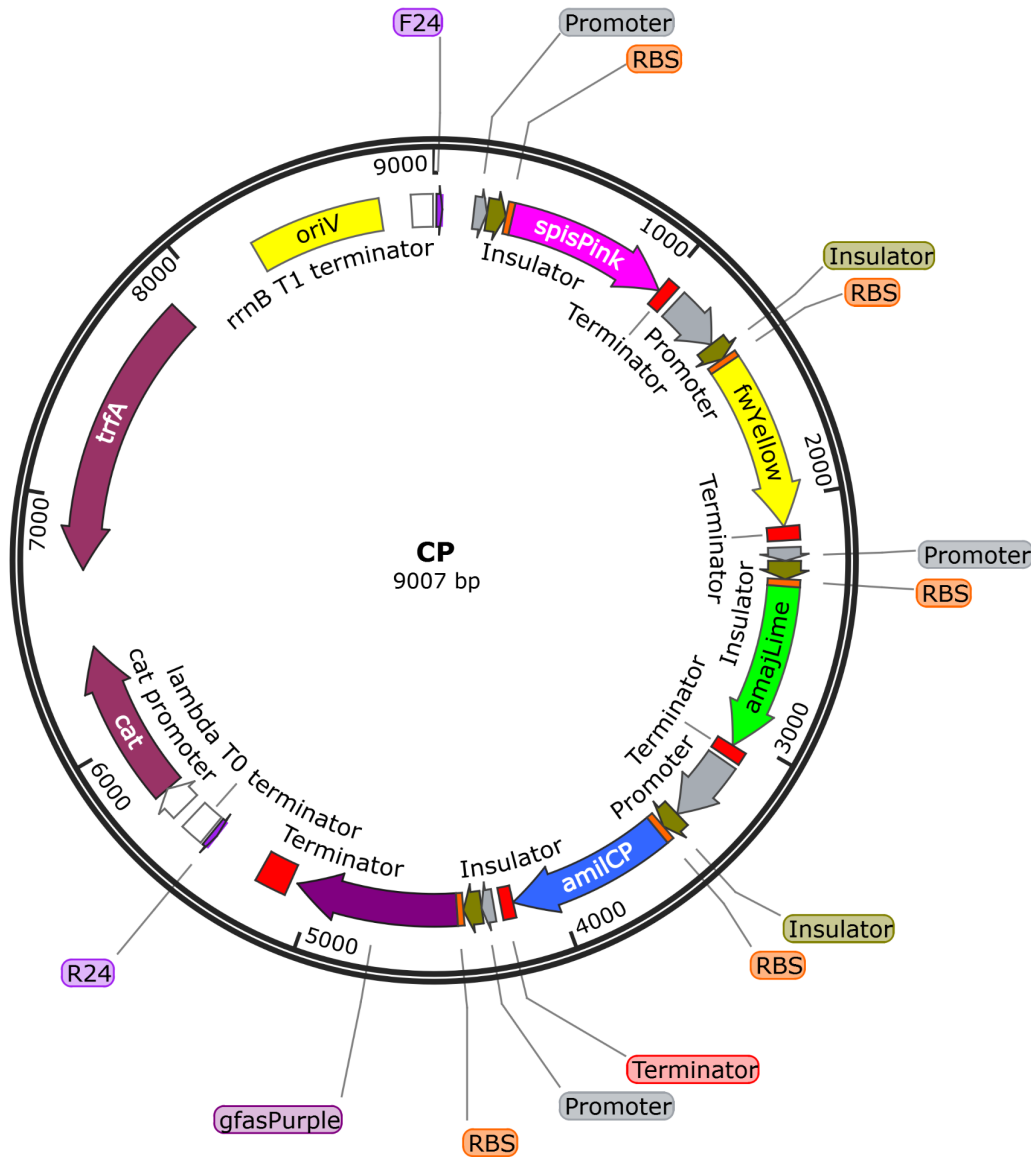 F24
Promoter
RBS
9000
oriV
rrnB T1 terminator
Insulator
spisPink
1000
Insulator
RBS
8000
Terminator
Promoter
fwYellow
trfA
2000
7000
Terminator
CP
9007 bp
Promoter
RBS
Insulator
amajLime
Terminator
3000
cat promoter
lambda T0 terminator
cat
Promoter
6000
Terminator
Insulator
amilCP
4000
5000
Insulator
RBS
R24
Terminator
Promoter
gfasPurple
RBS